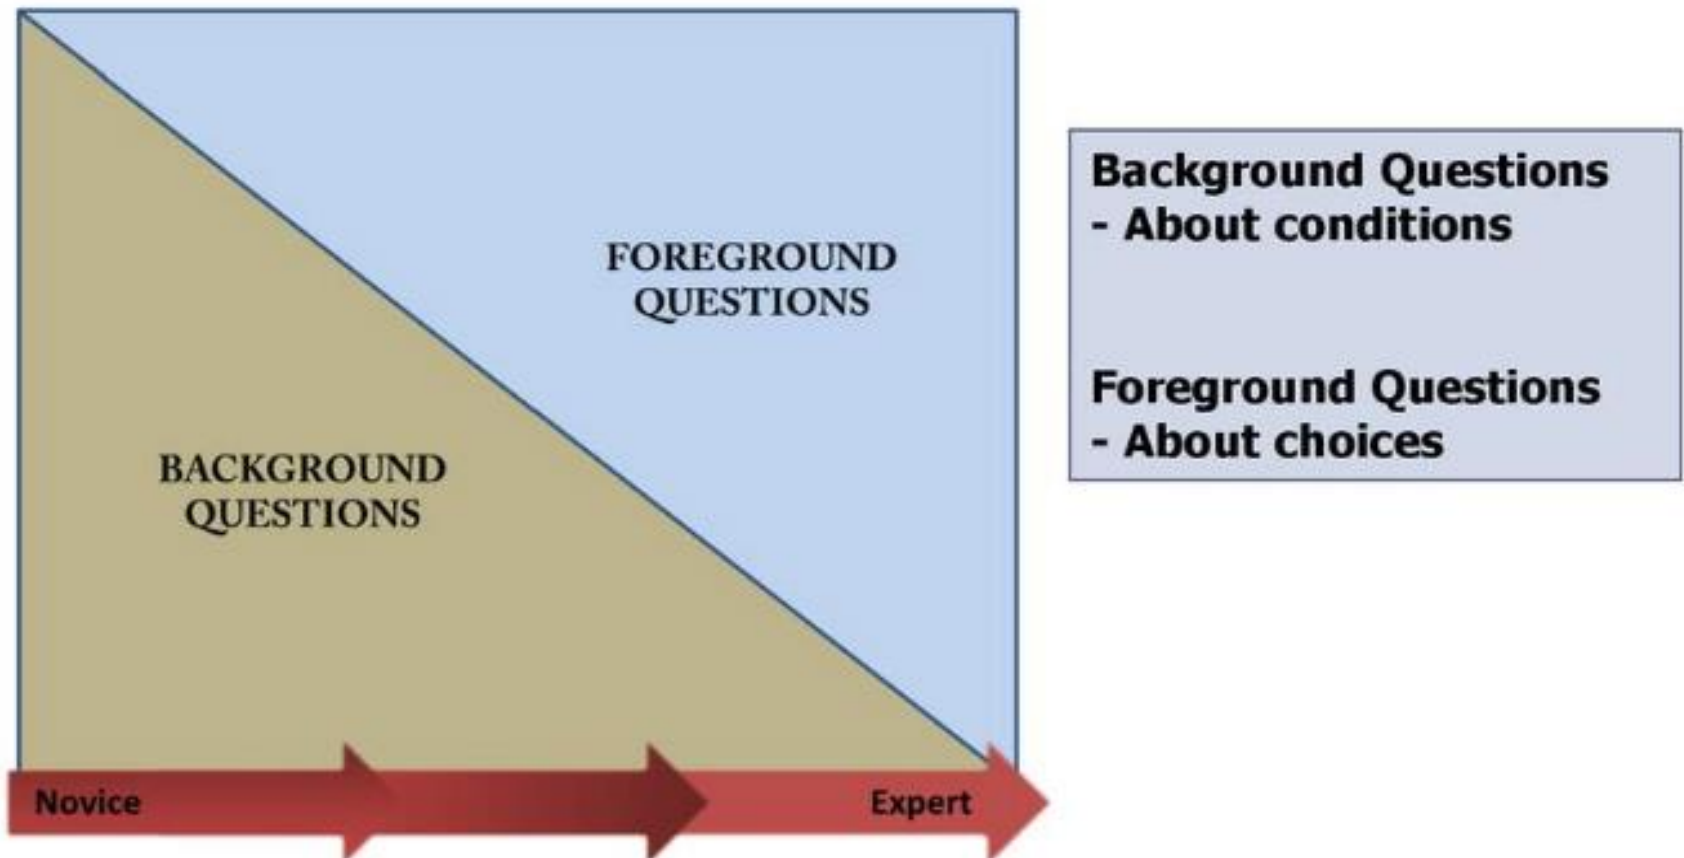 FOREGROUND
QUESTIONS
BACKGROUND
QUESTIONS
Novice
Expert
Background Questions
- About conditions
Foreground Questions
- About choices